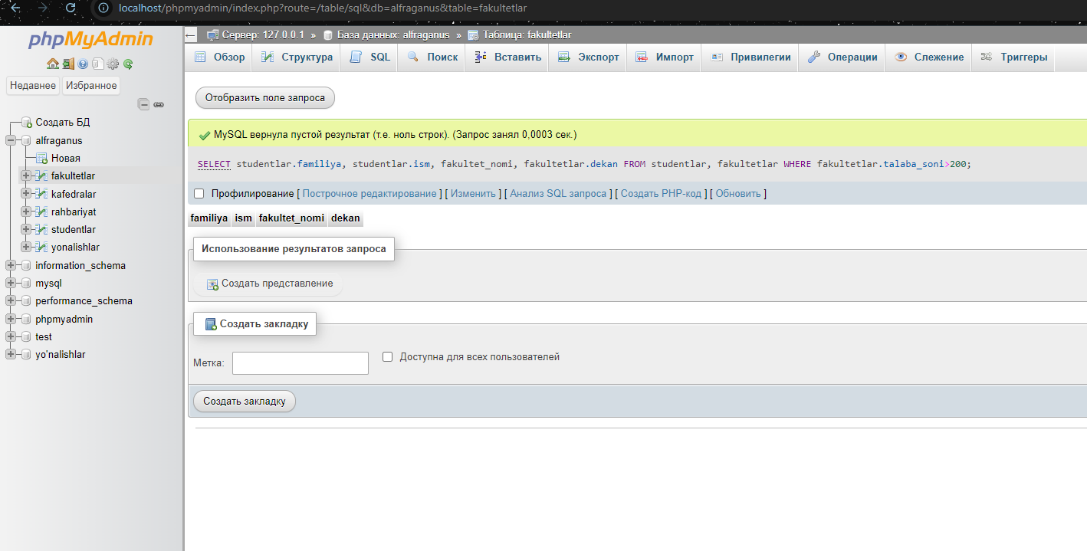 localhost/phpmyadmin/index.php?route=/table/sql&db=alfraganus&table=fakultetlar
phpMyAdmin
Недавнее Избранное
Создать БД
alfraganus
Новая
fakultetlar
kafedralar
rahbariyat
studentlar
yonalishlar
information_schema
mysql
performance_schema
phpmyadmin
test
yo'nalishlar
Сервер: 127.0.0.1 » База данных: alfraganus » Таблица: fakultetlar
Обзор Структура SQL Поиск Вставить Экспорт Импорт Привилегии Операции Слежение Триггеры
Отобразить поле запроса
MySQL вернула пустой результат (т.е. ноль строк). (Запрос занял 0,0003 сек.)
SELECT studentlar.familiya, studentlar.ism, fakultet_nomi, fakultetlar.dekan FROM studentlar, fakultetlar WHERE fakultetlar.talaba_soni>200;
Профилирование [ Построчное редактирование ] [ Изменить ] [ Анализ SQL запроса ] [ Создать PHP-код ] [ Обновить ]
familiya ism fakultet_nomi dekan
Использование результатов запроса
Создать представление
Создать закладку
Метка: Доступна для всех пользователей
Создать закладку